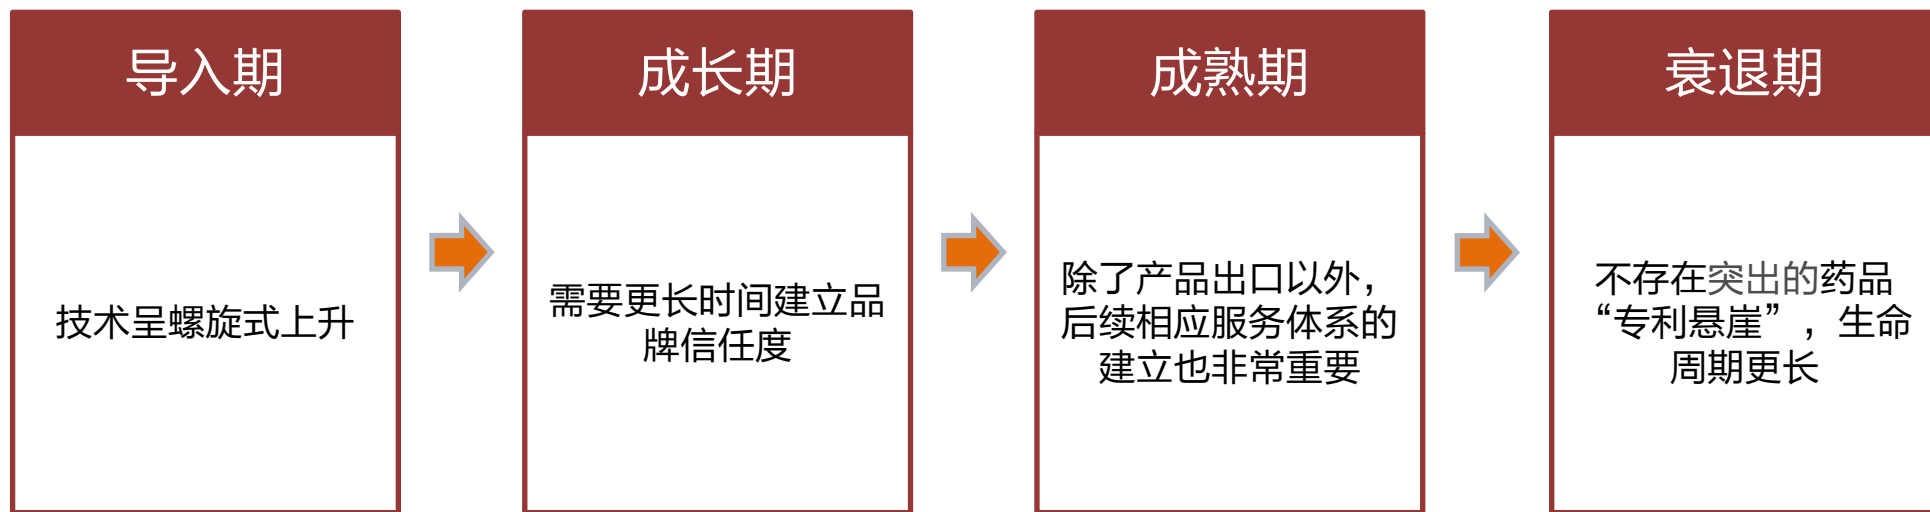 导入期
技术呈螺旋式上升
成长期
需要更长时间建立品
牌信任度
成熟期
除了产品出口以外，
后续相应服务体系的
建立也非常重要
衰退期
不存在突出的药品
“专利悬崖”，生命
周期更长